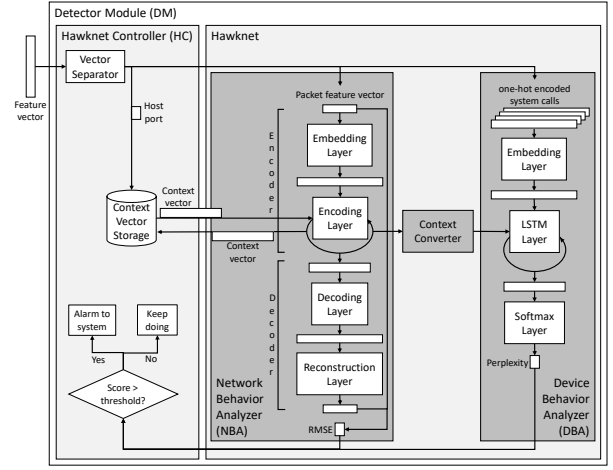 Detector Module (DM)
Hawknet Controller (HC)
Hawknet
Vector
Separator
Feature
vector
Host
port
Packet feature vector
one-hot encoded
system calls
Encoder
Embedding
Layer
Embedding
Layer
Context
vector
Context
Vector
Storage
Encoding
Layer
Context
Converter
LSTM
Layer
Context
vector
Decoder
Decoding
Layer
Softmax
Layer
Alarm to
system
Keep
doing
Yes
No
Reconstruction
Layer
Perplexity
Score >
threshold?
Network
Behavior
Analyzer
(NBA)
RMSE
Device
Behavior
Analyzer
(DBA)